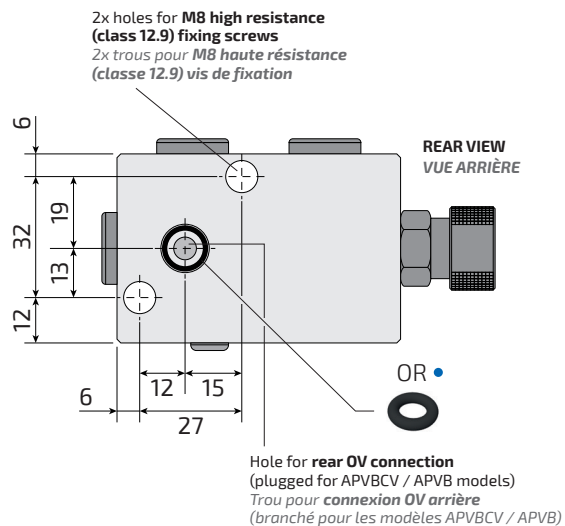 2x holes for M8 high resistance
(class 12.9) fixing screws
2x trous pour M8 haute résistance
(classe 12.9) vis de fixation
REAR VIEW
VUE ARRIÈRE
6
32
19
13
12
6
12
15
27
OR
Hole for rear 0V connection
(plugged for APVBCV / APVB models)
Trou pour connexion 0V arrière
(branché pour les modèles APVBCV / APVB)